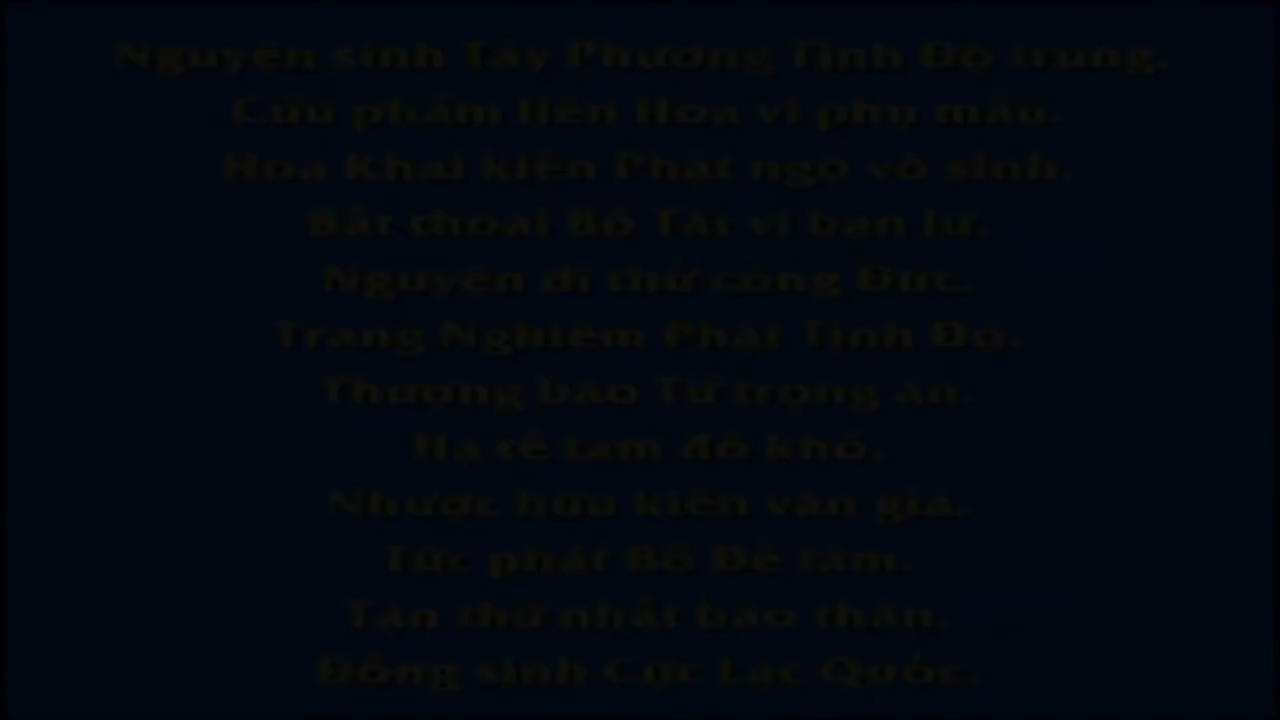 Nguyện sinh Tây Phương Tịnh Độ trung.
Cửu phẩm liên Hoa vi phụ mẫu.
Hoa Khai kiến Phật ngộ vô sinh.
Bất thoái Bồ Tát vi bạn lữ.
Nguyện dĩ thử công Đức.
Trang Nghiêm Phật Tịnh Độ.
Thượng báo Tứ trọng ân.
Hạ tế tam đồ khổ.
Nhược hữu kiến văn giả.
Tức phát Bồ Đề tâm.
Tận thử nhất báo thân.
Đồng sinh Cực Lạc Quốc.